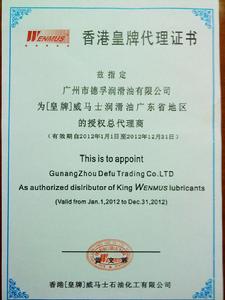 WENMUS
香港皇牌代理证书
兹指定
广州市德孚润滑油有限公司
为[皇牌]威马士润滑油广东省地区
的授权总代理商
(有效期自2012年1月1日至2012年12月31日)
This is to appoint
GunangZhou Defu Trading CO.LTD
As authorized disributor of King WENMUS lubricants
(Valid from Jan.1,2012 to Dec.31,2012)
香港[皇牌]威马士石油化工有限公司